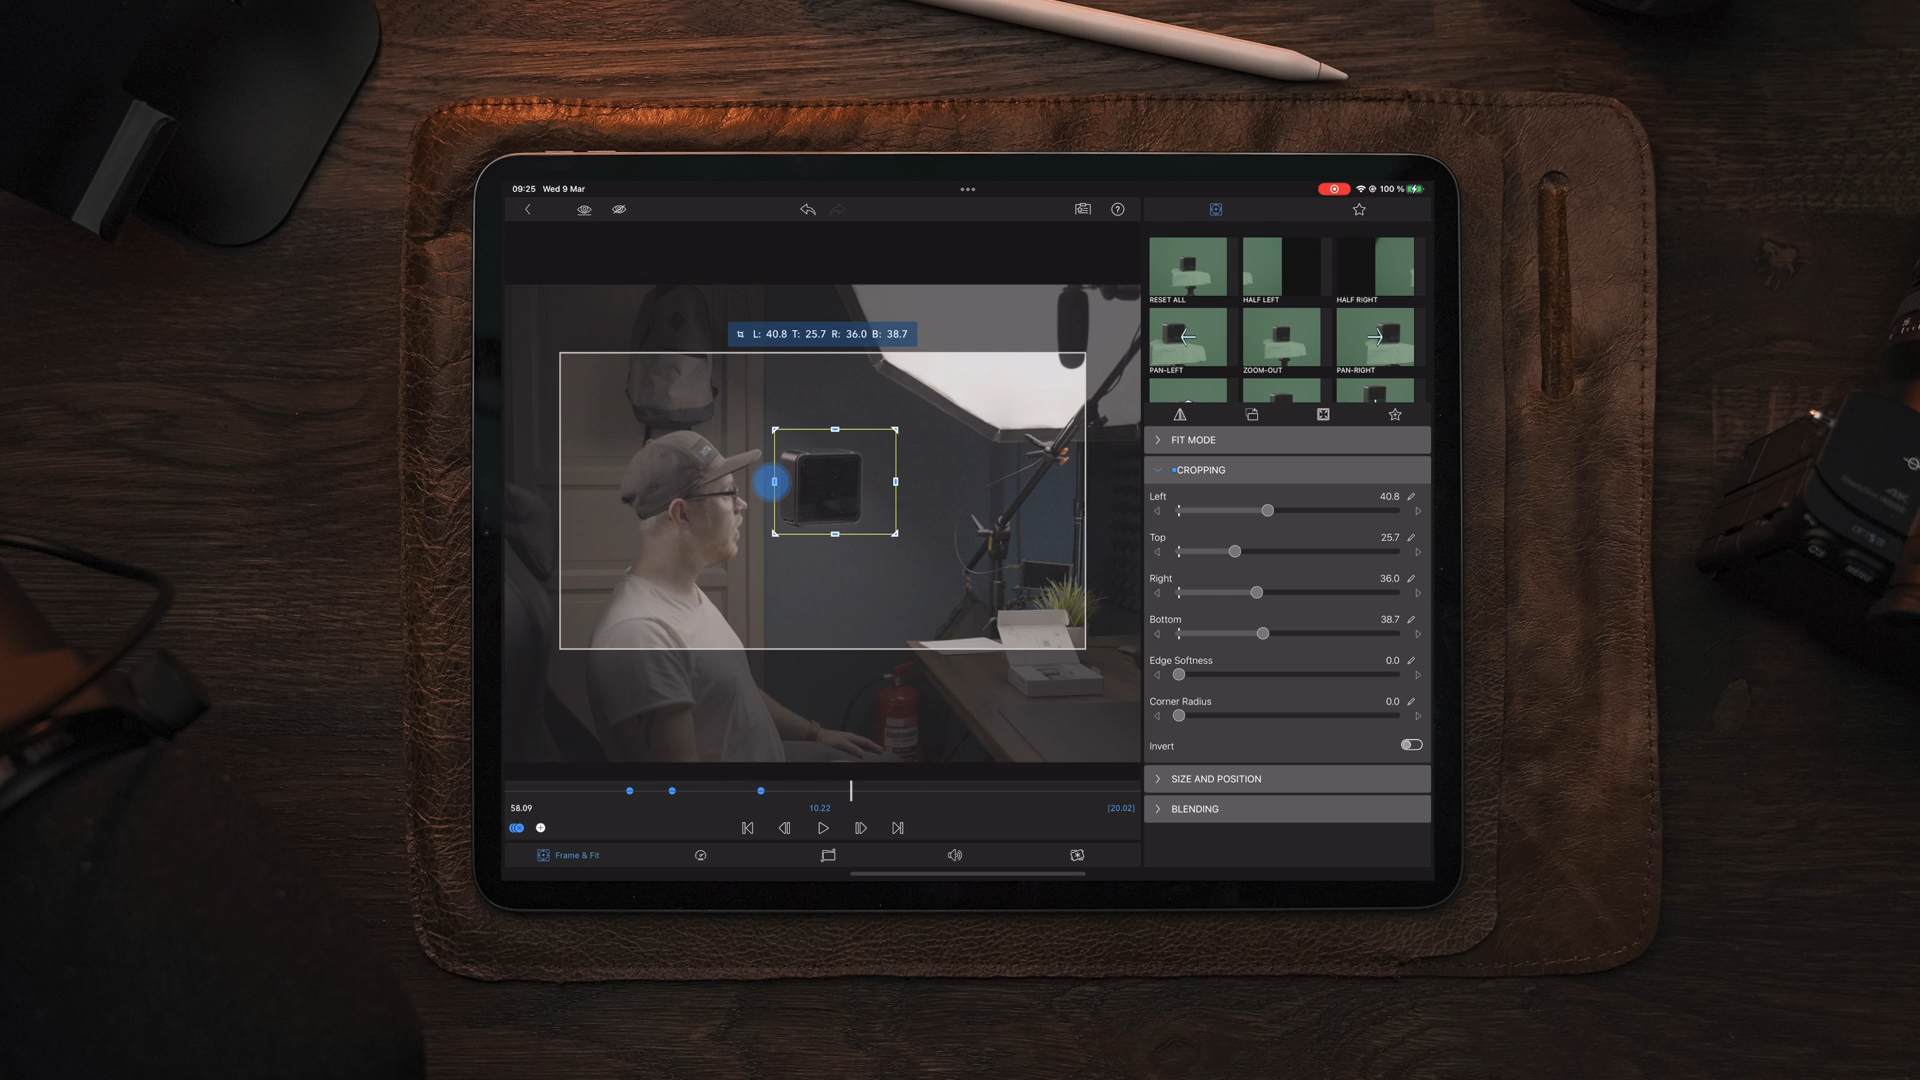 09:25 Wed 9 Mar
100 %
L: 40.8 T: 25.7 R: 36.0 B: 38.7
RESET ALL
HALF LEFT
HALF RIGHT
PAN-LEFT
ZOOM-OUT
PAN-RIGHT
FIT MODE
CROPPING
Left 40.8
Top 25.7
Right 36.0
Bottom 38.7
Edge Softness 0.0
Corner Radius 0.0
Invert
SIZE AND POSITION
BLENDING
58.09
10.22
[20.02]
Frame & Fit
4K
MENU